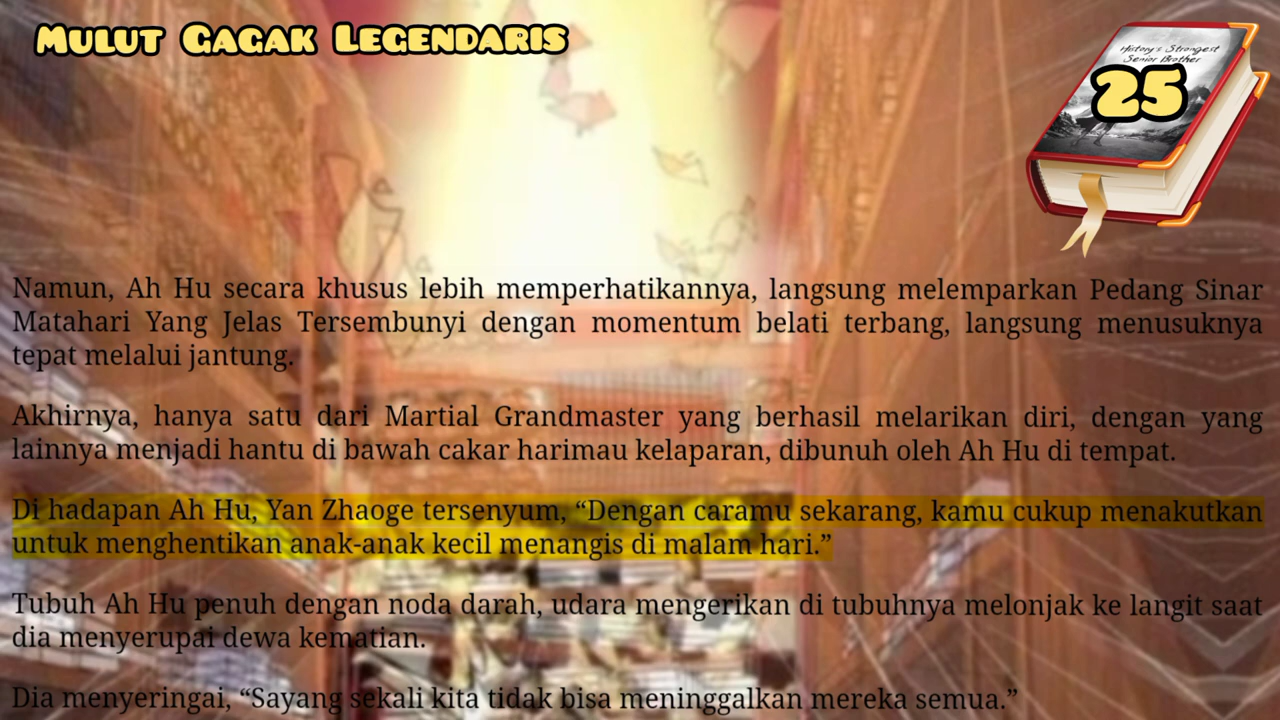 Mulut Gagak Legendaris
History's Strongest
Senior Brother
25
Namun, Ah Hu secara khusus lebih memperhatikannya, langsung melemparkan Pedang Sinar
Matahari Yang Jelas Tersembunyi dengan momentum belati terbang, langsung menusuknya
tepat melalui jantung.
Akhirnya, hanya satu dari Martial Grandmaster yang berhasil melarikan diri, dengan yang
lainnya menjadi hantu di bawah cakar harimau kelaparan, dibunuh oleh Ah Hu di tempat.
Di hadapan Ah Hu, Yan Zhaoge tersenyum, “Dengan caramu sekarang, kamu cukup menakutkan
untuk menghentikan anak-anak kecil menangis di malam hari.”
Tubuh Ah Hu penuh dengan noda darah, udara mengerikan di tubuhnya melonjak ke langit saat
dia menyerupai dewa kematian.
Dia menyeringai, “Sayang sekali kita tidak bisa meninggalkan mereka semua.”